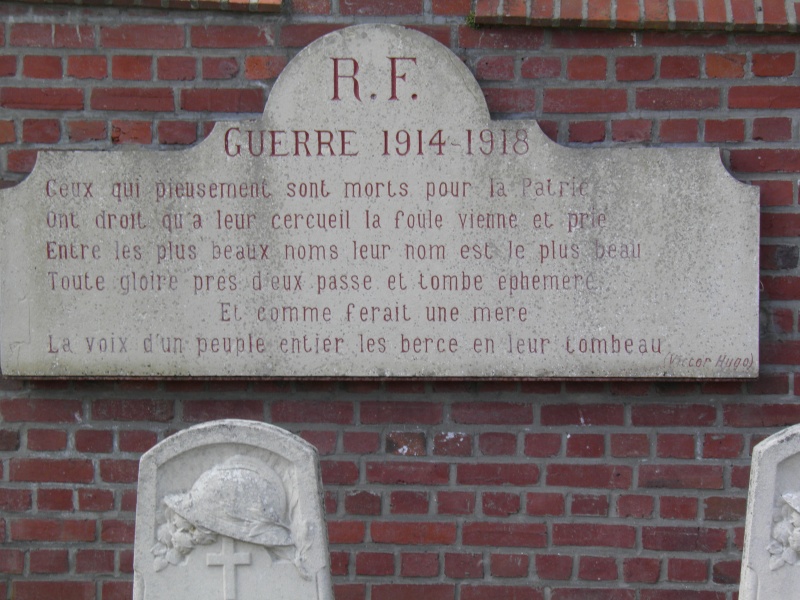 R.F.
GUERRE 1914-1918
Ceux qui pieusement sont morts pour la Patrie
Ont droit qu'a leur cercueil la foule vienne et prie
Entre les plus beaux noms leur nom est le plus beau
Toute gloire près d'eux passe et tombe éphémère
Et comme ferait une mère
La voix d'un peuple entier les berce en leur tombeau
(Victor Hugo)